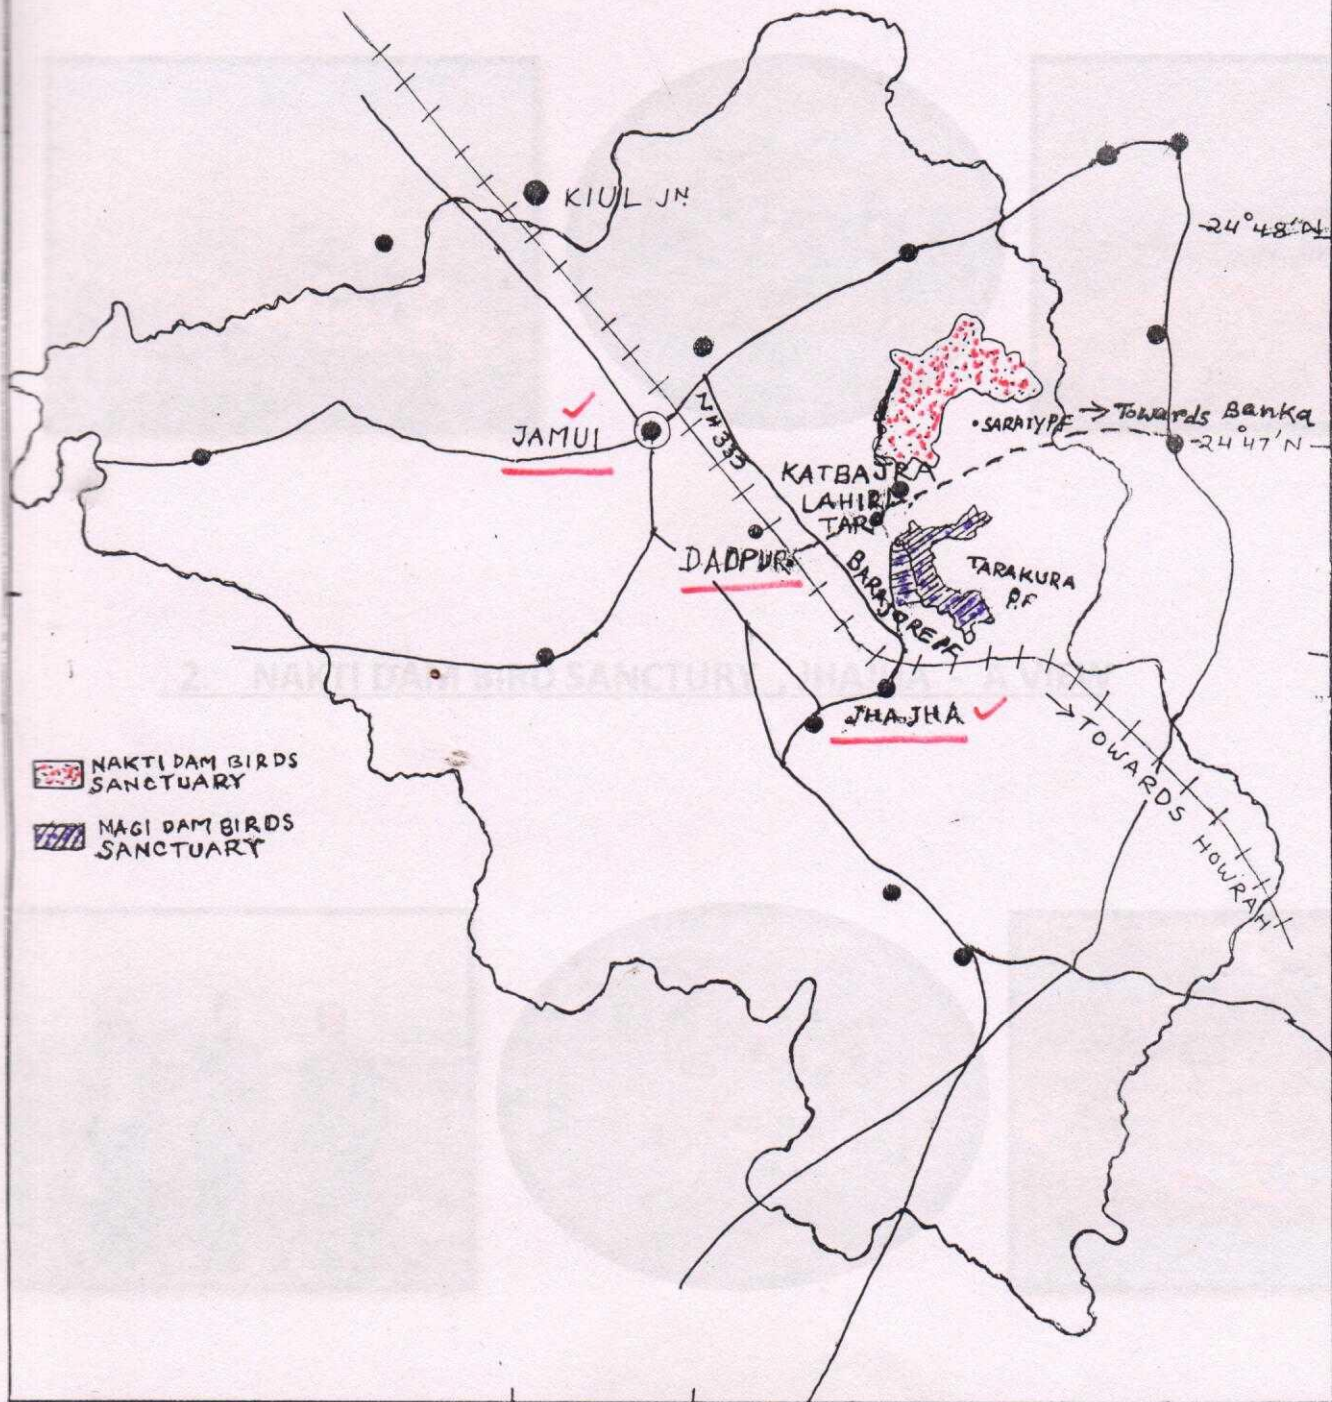 KIUL JN.
24°48'N
JAMUI
NH 333
SARATYPF → Towards Banka
24°47'N
KATBAJRA
LAHIRI
TAR
DADPUR
BARAJORE PF
TARAKURA
P.F
2. NAKTI DAM BIRD SANCTURY , JHAJHA - A VIEW
JHAJHA
→ TOWARDS HOWRAH
NAKTI DAM BIRDS
SANCTUARY
NAGI DAM BIRDS
SANCTUARY